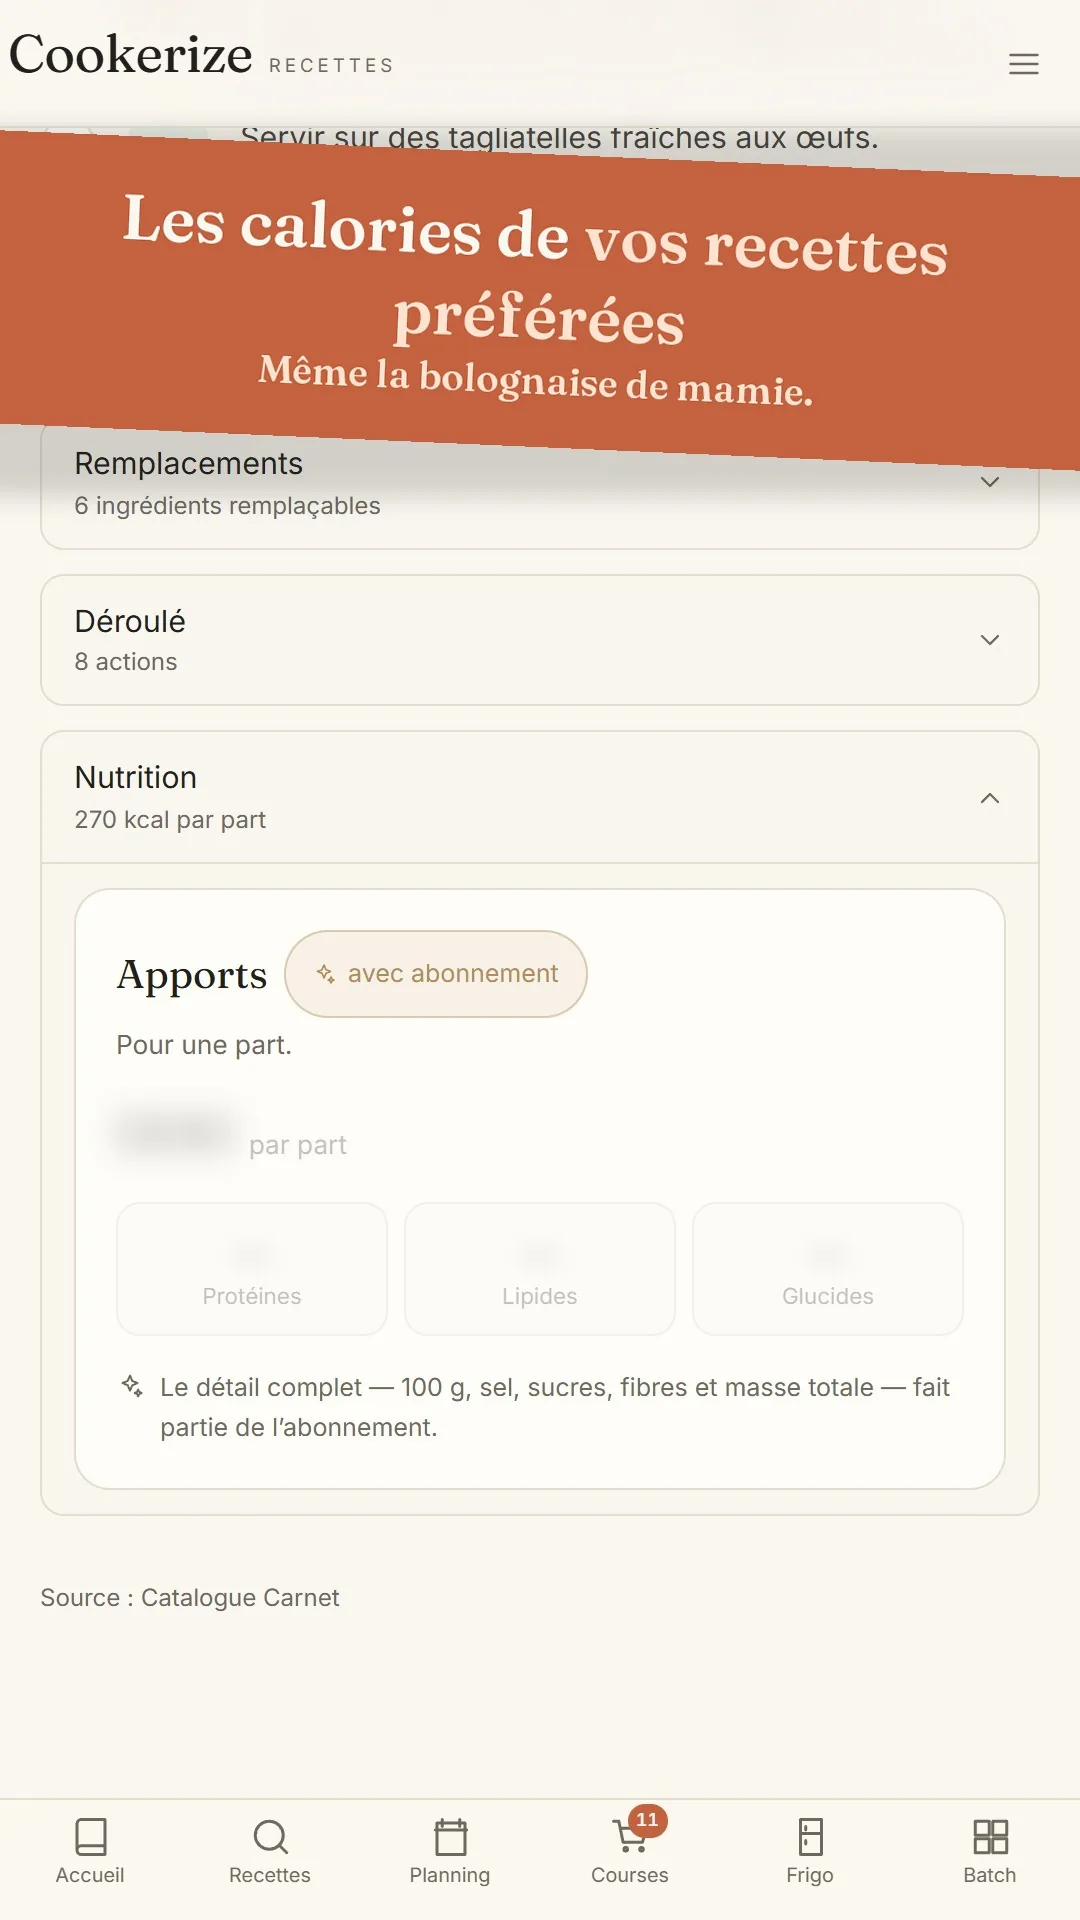 Cookerize RECETTES
Servir sur des tagliatelles fraîches aux œufs.
Les calories de vos recettes
préférées
Même la bolognaise de mamie.
Remplacements
6 ingrédients remplaçables
Déroulé
8 actions
Nutrition
270 kcal par part
Apports
avec abonnement
Pour une part.
par part
Protéines
Lipides
Glucides
Le détail complet — 100 g, sel, sucres, fibres et masse totale — fait
partie de l’abonnement.
Source : Catalogue Carnet
11
Accueil
Recettes
Planning
Courses
Frigo
Batch